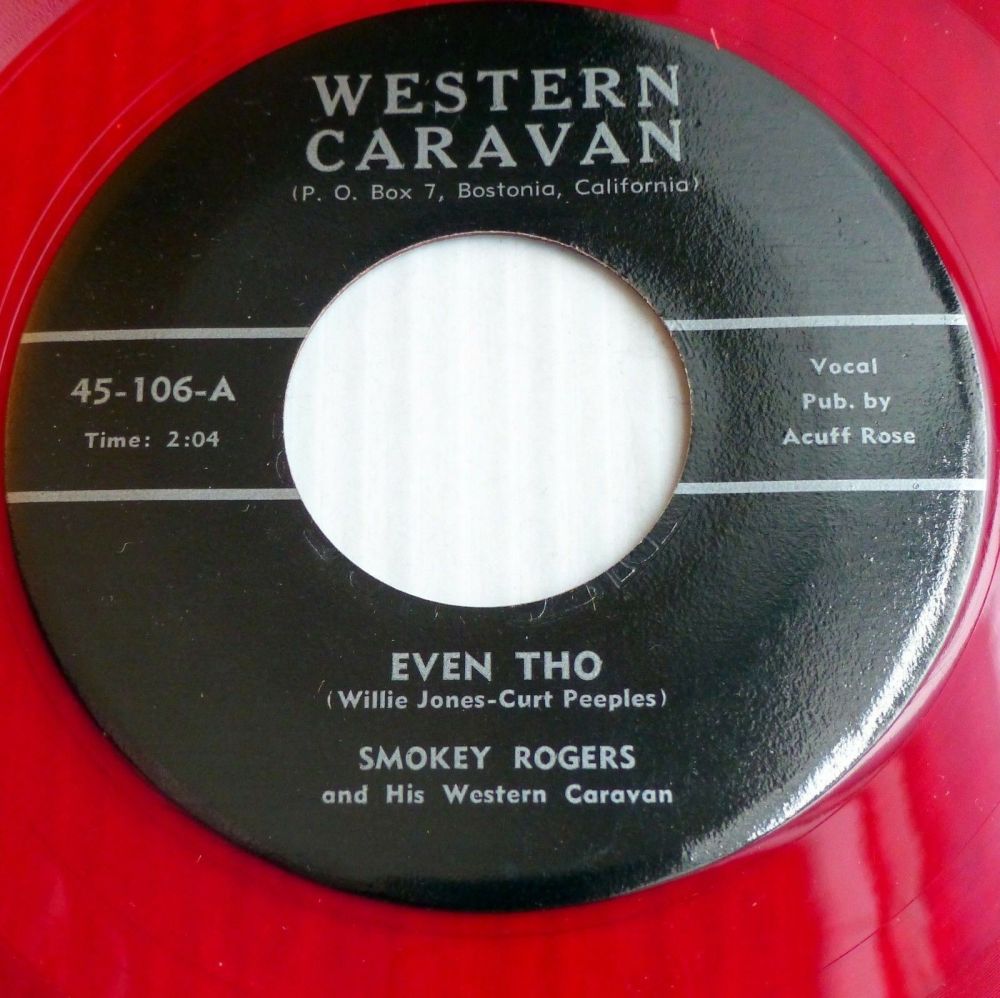 WESTERN
CARAVAN
(P. O. Box 7, Bostonia, California)
45-106-A
Time: 2:04
Vocal
Pub. by
Acuff Rose
EVEN THO
(Willie Jones-Curt Peeples)
SMOKEY ROGERS
and His Western Caravan